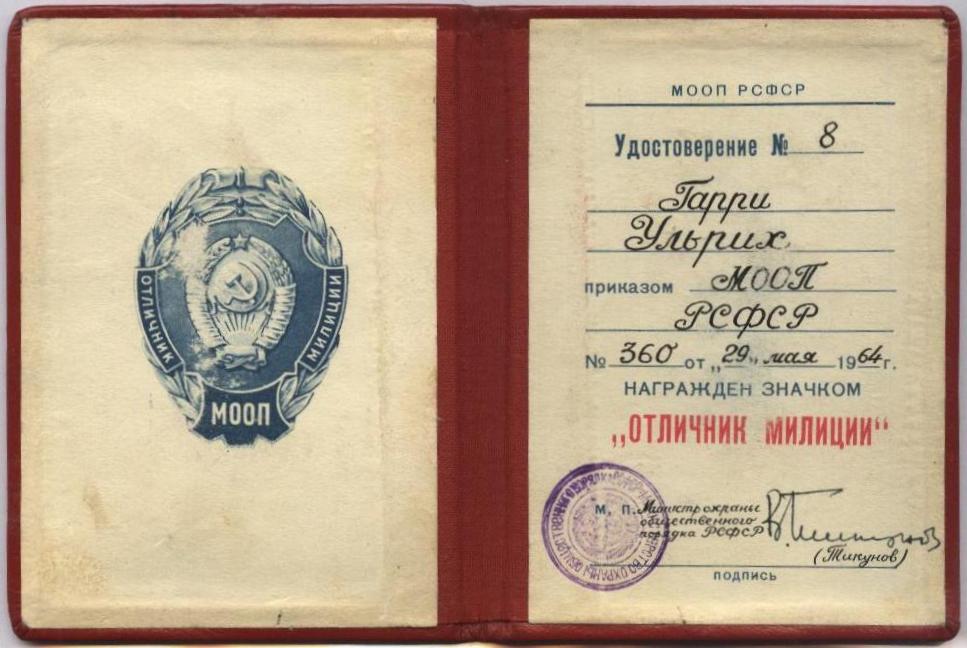 ОТЛИЧНИК МИЛИЦИИ
МООП
МООП РСФСР
Удостоверение № 8
Гарри
Ульрих
приказом МООП
РСФСР
№ 360 от „29„ мая 1964 г.
НАГРАЖДЕН ЗНАЧКОМ
„ОТЛИЧНИК МИЛИЦИИ“
М. П. Министр охраны
общественного
порядка РСФСР
(Тикунов)
подпись